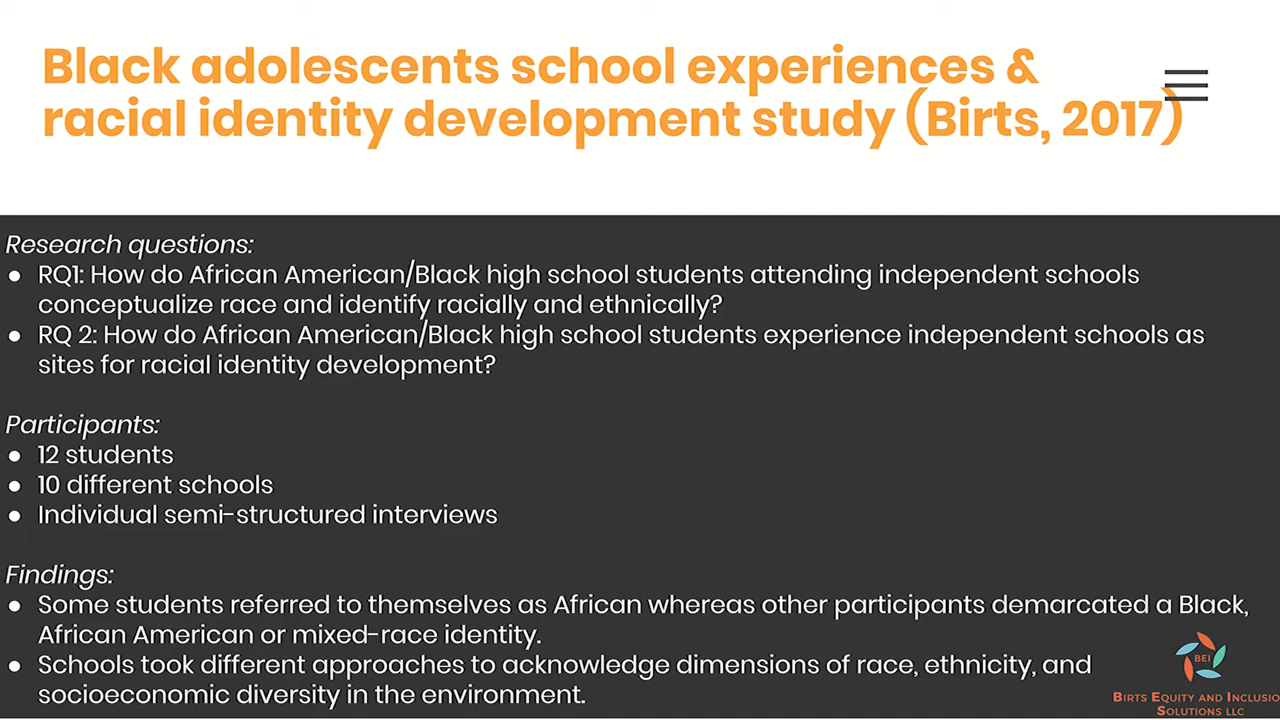 Black adolescents school experiences &
racial identity development study (Birts, 2017)
Research questions:
● RQ1: How do African American/Black high school students attending independent schools
conceptualize race and identify racially and ethnically?
● RQ 2: How do African American/Black high school students experience independent schools as
sites for racial identity development?
Participants:
● 12 students
● 10 different schools
● Individual semi-structured interviews
Findings:
● Some students referred to themselves as African whereas other participants demarcated a Black,
African American or mixed-race identity.
● Schools took different approaches to acknowledge dimensions of race, ethnicity, and
socioeconomic diversity in the environment.
BEI
BIRTS EQUITY AND INCLUSIO
SOLUTIONS LLC